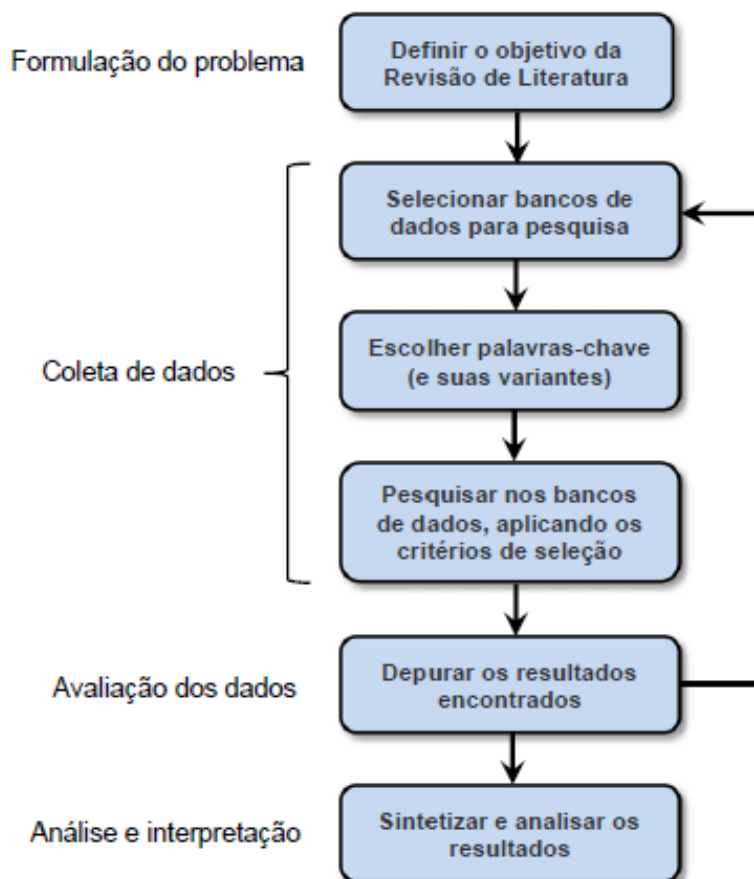 Formulação do problema
Definir o objetivo da
Revisão de Literatura
Selecionar bancos de
dados para pesquisa
Coleta de dados
Escolher palavras-chave
(e suas variantes)
Pesquisar nos bancos
de dados, aplicando os
critérios de seleção
Avaliação dos dados
Depurar os resultados
encontrados
Análise e interpretação
Sintetizar e analisar os
resultados